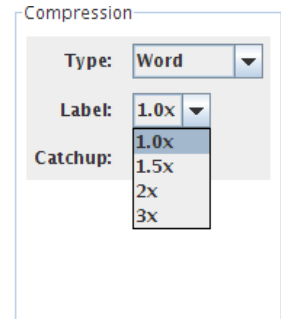 Compression
Type: Word
Label: 1.0x
1.0x
Catchup: 1.5x
2x
3x